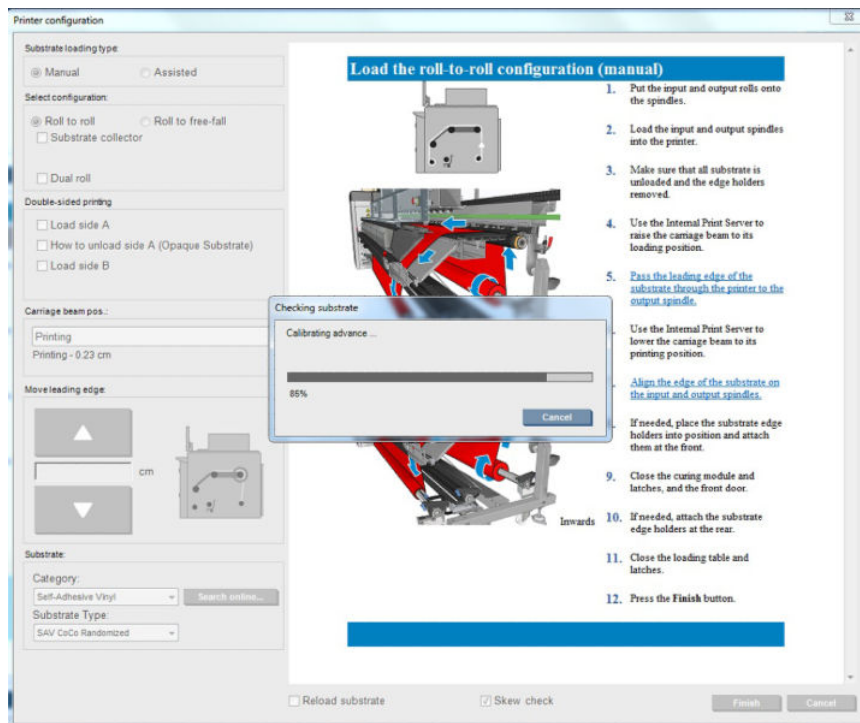 Printer configuration
Substrate loading type:
Manual
Assisted
Select configuration:
Roll to roll
Roll to free-fall
Substrate collector
Dual roll
Double-sided printing
Load side A
How to unload side A (Opaque Substrate)
Load side B
Carriage beam pos.:
Printing
Printing - 0.23 cm
Move leading edge:
cm
Substrate:
Category:
Self-Adhesive Vinyl
Search online...
Substrate Type:
SAV CoCo Randomized
Load the roll-to-roll configuration (manual)
1. Put the input and output rolls onto
the spindles.
2. Load the input and output spindles
into the printer.
3. Make sure that all substrate is
unloaded and the edge holders
removed.
4. Use the Internal Print Server to
raise the carriage beam to its
loading position.
5. Pass the leading edge of the
substrate through the printer to the
output spindle.
Use the Internal Print Server to
lower the carriage beam to its
printing position.
Align the edge of the substrate on
the input and output spindles.
If needed, place the substrate edge
holders into position and attach
them at the front.
9. Close the curing module and
latches, and the front door.
Inwards
10. If needed, attach the substrate
edge holders at the rear.
11. Close the loading table and
latches.
12. Press the Finish button.
Checking substrate
Calibrating advance ...
85%
Cancel
Reload substrate
Skew check
Finish
Cancel